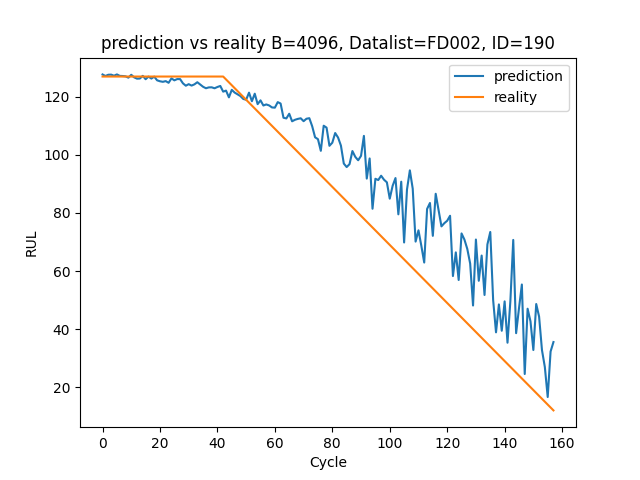 prediction vs reality B=4096, Datalist=FD002, ID=190
prediction
reality
120
100
80
60
40
20
RUL
0 20 40 60 80 100 120 140 160
Cycle